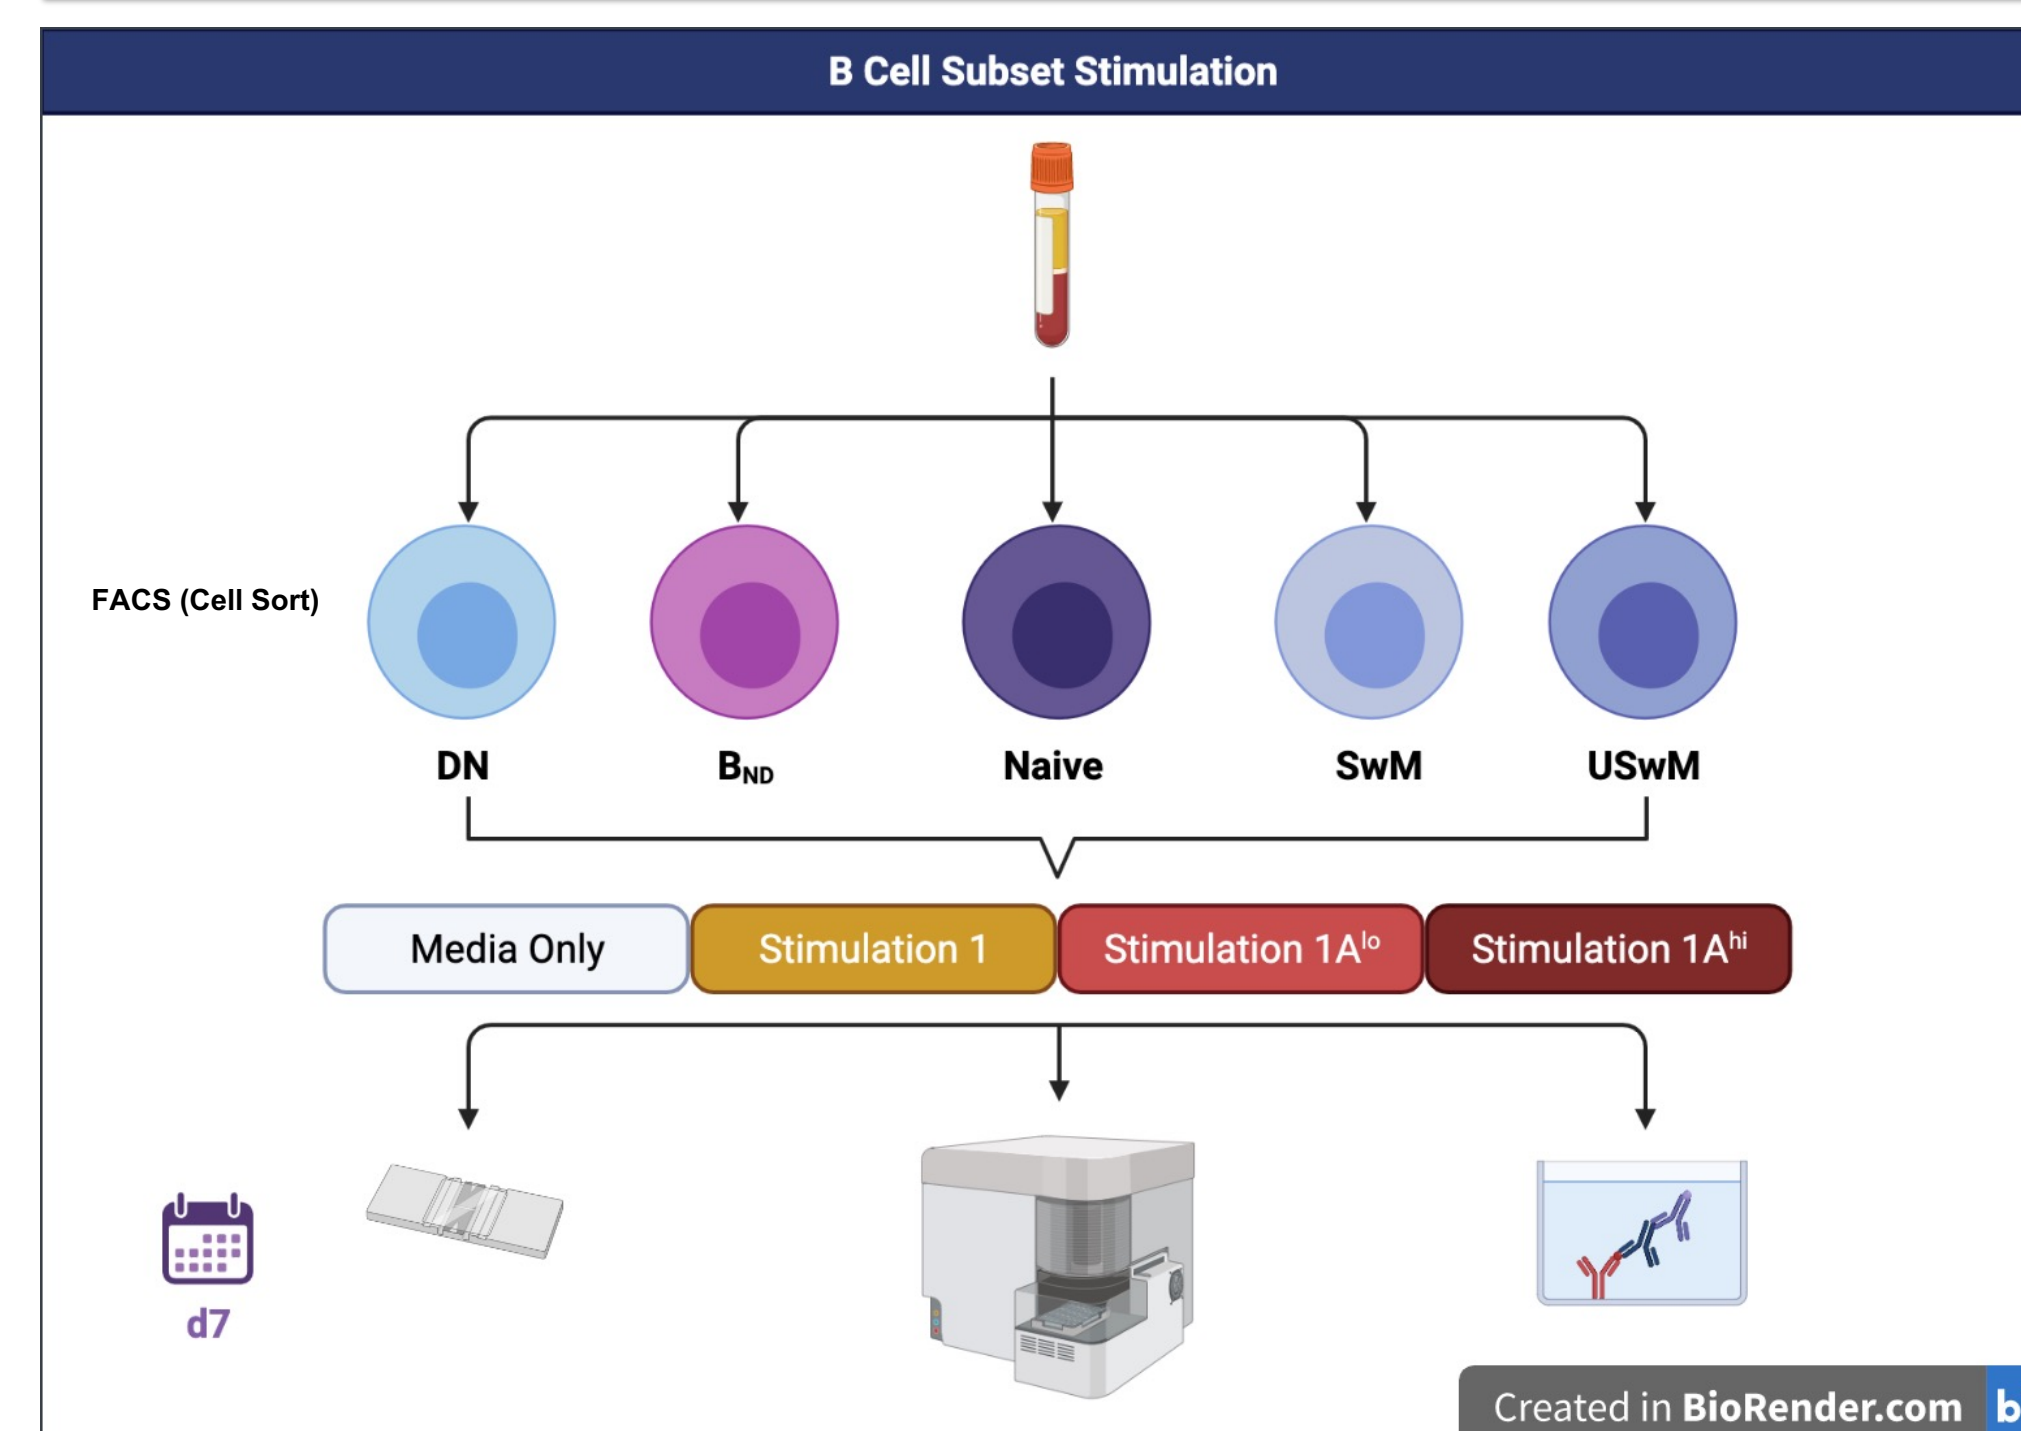 B Cell Subset Stimulation
FACS (Cell Sort)
DN
BND
Naive
SwM
USwM
Media Only
Stimulation 1
Stimulation 1Alo
Stimulation 1Ahi
d7
Created in BioRender.com
b